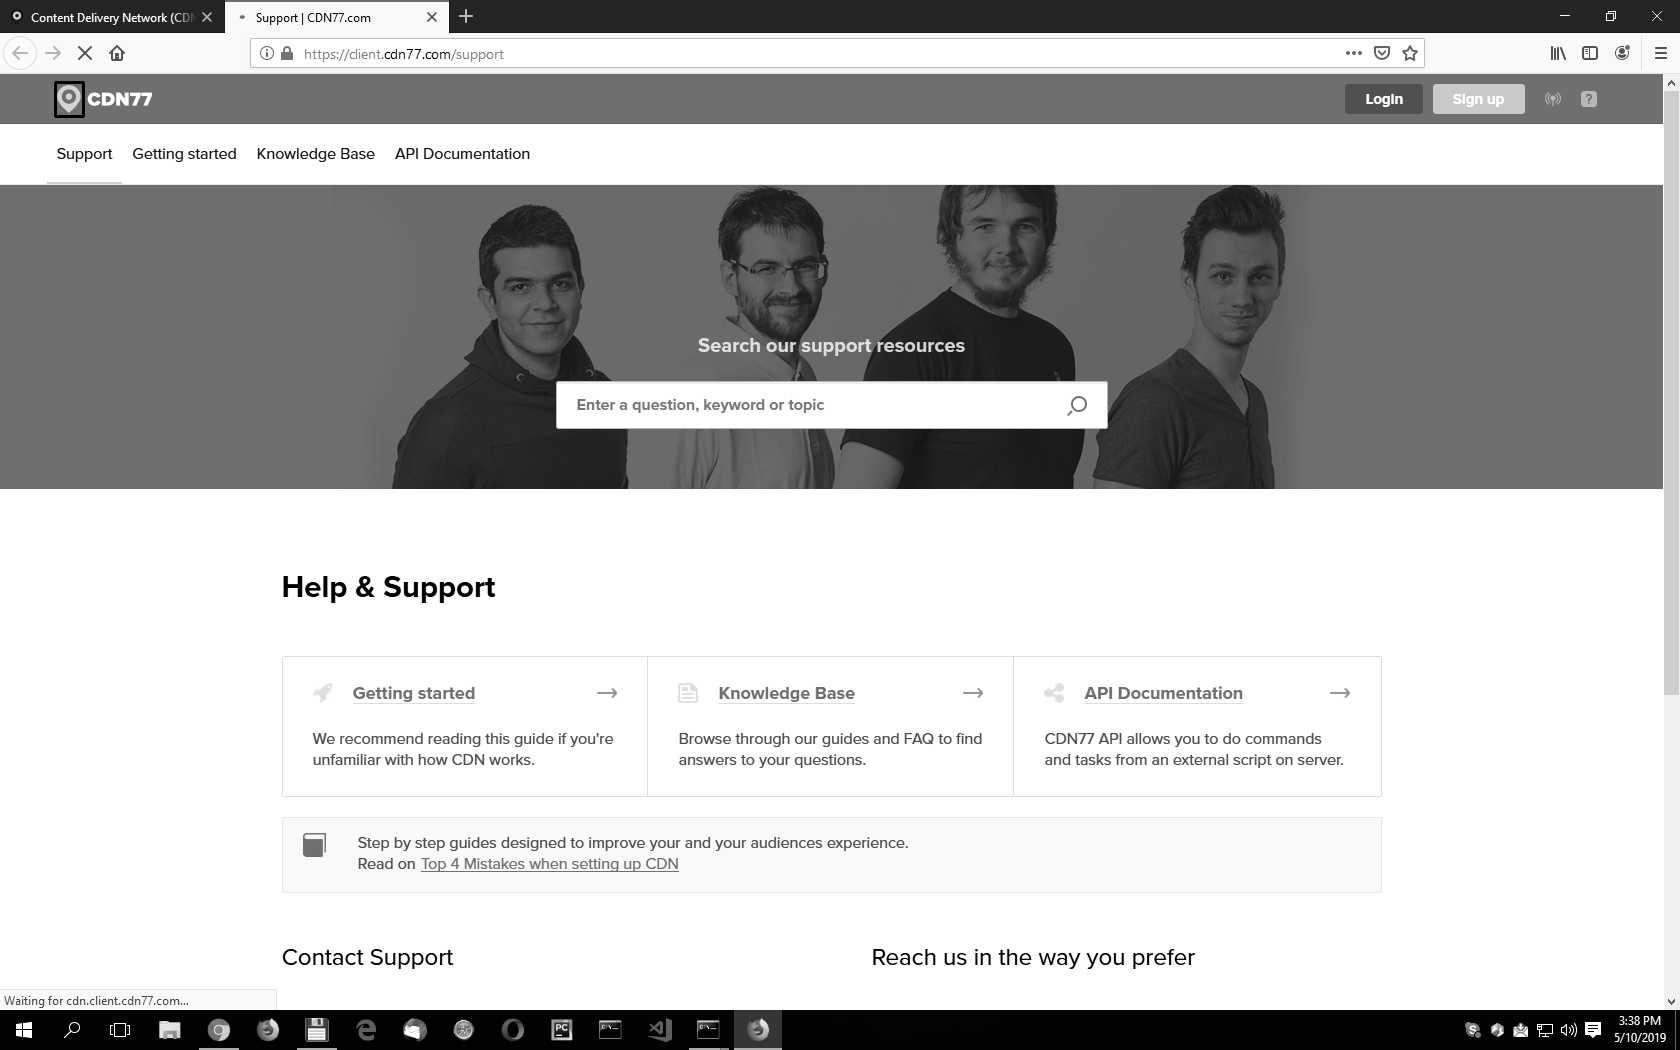 Content Delivery Network (CDN
Support | CDN77.com
https://client.cdn77.com/support
CDN77
Login
Sign up
?
Support
Getting started
Knowledge Base
API Documentation
Search our support resources
Enter a question, keyword or topic
Help & Support
Getting started
We recommend reading this guide if you're
unfamiliar with how CDN works.
Knowledge Base
Browse through our guides and FAQ to find
answers to your questions.
API Documentation
CDN77 API allows you to do commands
and tasks from an external script on server.
Step by step guides designed to improve your and your audiences experience.
Read on Top 4 Mistakes when setting up CDN
Contact Support
Reach us in the way you prefer
Waiting for cdn.client.cdn77.com...
PC
3:38 PM
5/10/2019